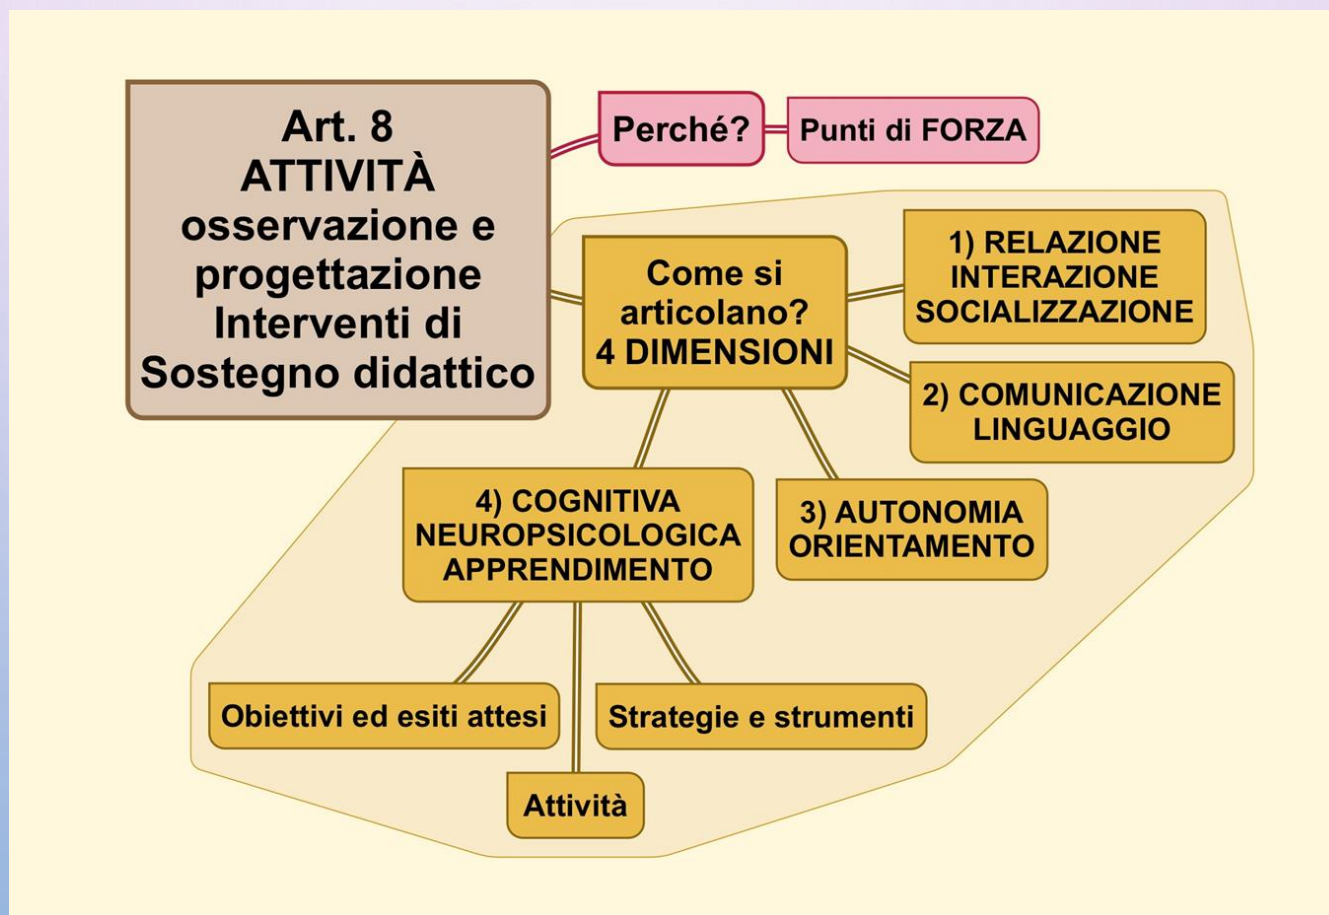 Art. 8
ATTIVITÀ
osservazione e
progettazione
Interventi di
Sostegno didattico
Perché?
Punti di FORZA
Come si
articolano?
4 DIMENSIONI
1) RELAZIONE
INTERAZIONE
SOCIALIZZAZIONE
2) COMUNICAZIONE
LINGUAGGIO
3) AUTONOMIA
ORIENTAMENTO
4) COGNITIVA
NEUROPSICOLOGICA
APPRENDIMENTO
Obiettivi ed esiti attesi
Attività
Strategie e strumenti